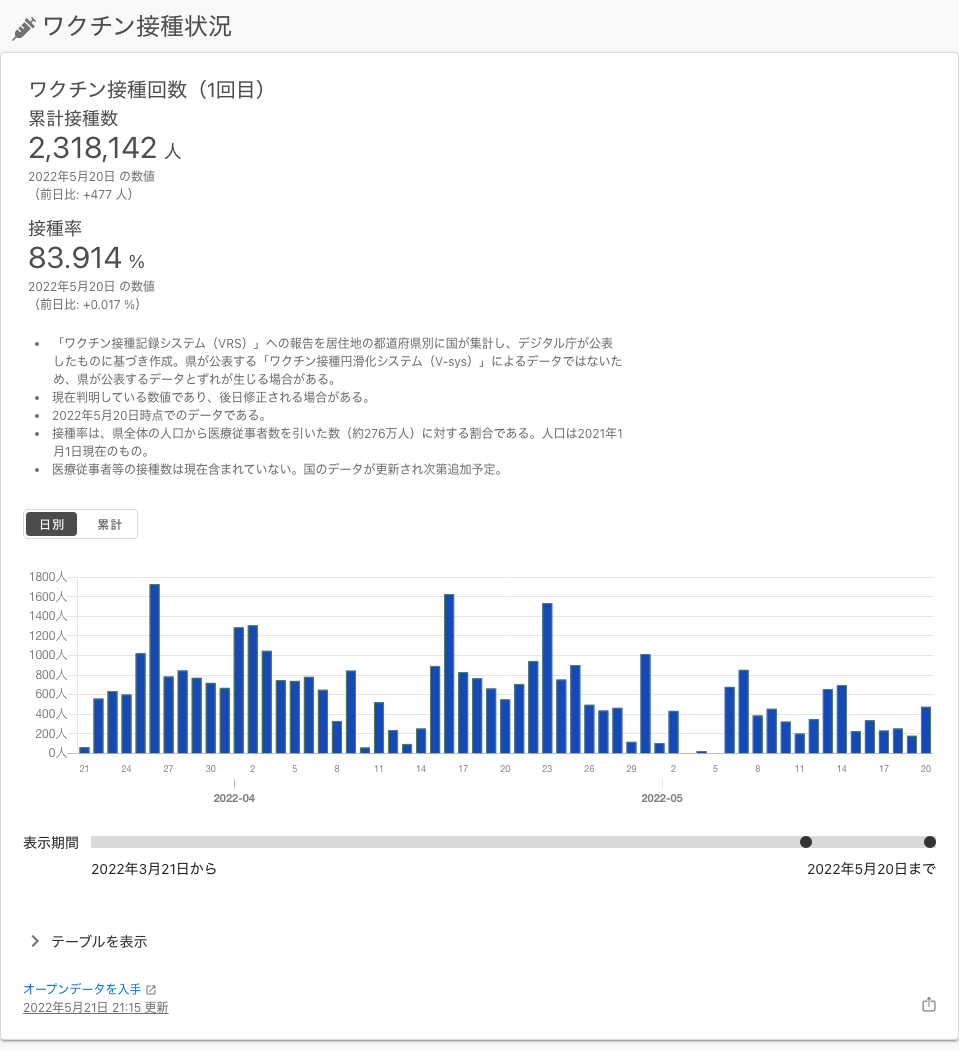 ワクチン接種状況
ワクチン接種回数（1回目）
累計接種数
2,318,142 人
2022年5月20日 の数値
（前日比: +477 人）
接種率
83.914 %
2022年5月20日 の数値
（前日比: +0.017 %）
• 「ワクチン接種記録システム（VRS）」への報告を居住地の都道府県別に国が集計し、デジタル庁が公表
したものに基づき作成。県が公表する「ワクチン接種円滑化システム（V-sys）」によるデータではないた
め、県が公表するデータとずれが生じる場合がある。
• 現在判明している数値であり、後日修正される場合がある。
• 2022年5月20日時点でのデータである。
• 接種率は、県全体の人口から医療従事者数を引いた数（約276万人）に対する割合である。人口は2021年1
月1日現在のもの。
• 医療従事者等の接種数は現在含まれていない。国のデータが更新され次第追加予定。
日別 累計
1800人
1600人
1400人
1200人
1000人
800人
600人
400人
200人
0人
21 24 27 30 2 5 8 11 14 17 20 23 26 29 2 5 8 11 14 17 20
2022-04 2022-05
表示期間
2022年3月21日から 2022年5月20日まで
テーブルを表示
オープンデータを入手
2022年5月21日 21:15 更新